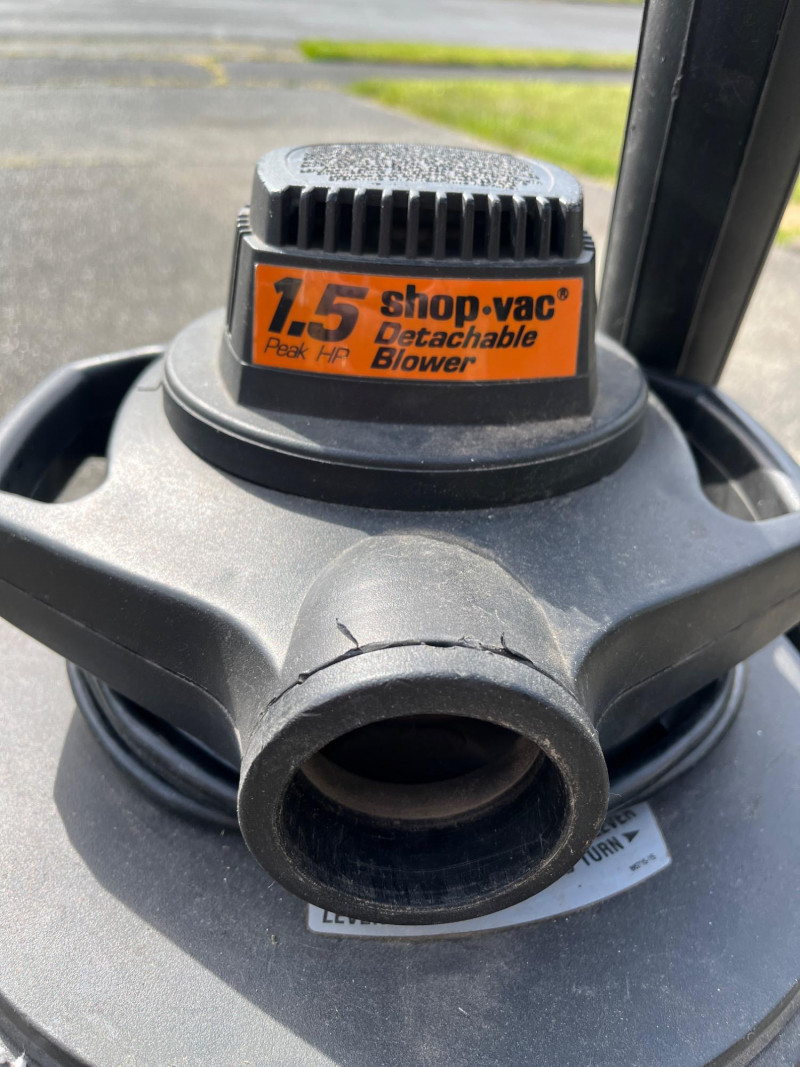 1.5
Peak HP
shop·vac®
Detachable
Blower
TURN ►